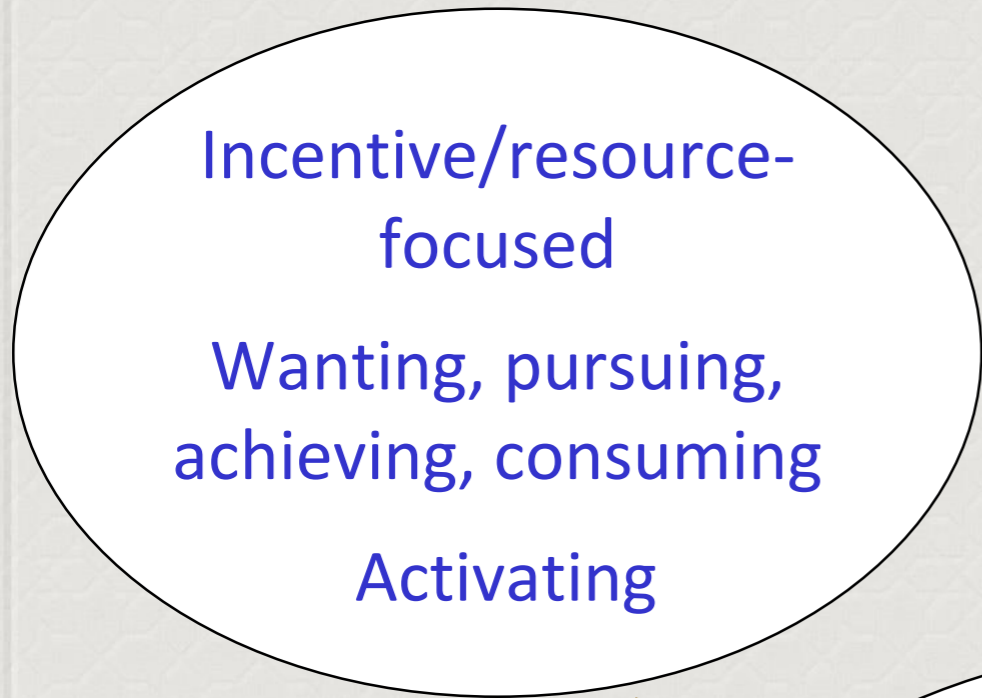 Incentive/resource-
focused
Wanting, pursuing,
achieving, consuming
Activating